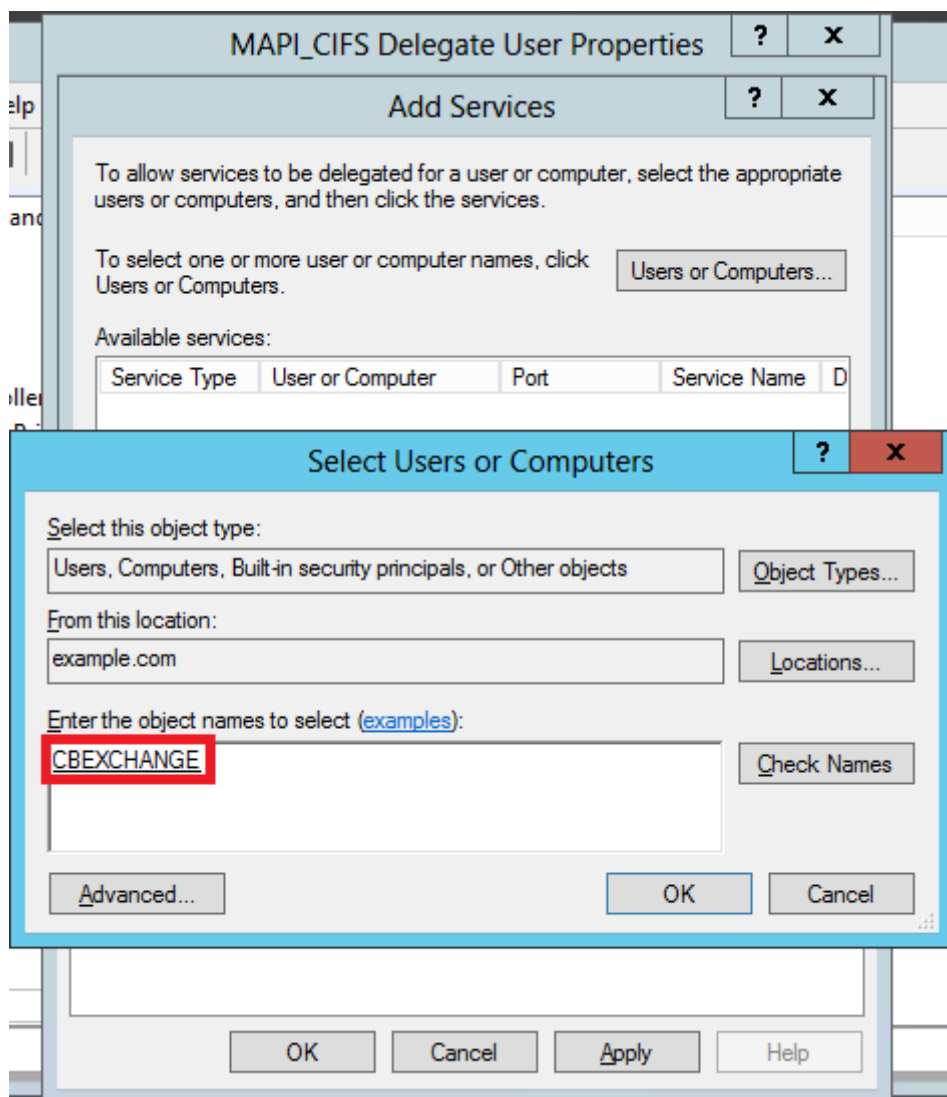 MAPI_CIFS Delegate User Properties
? x
Add Services
? x
elp
To allow services to be delegated for a user or computer, select the appropriate
users or computers, and then click the services.
To select one or more user or computer names, click
Users or Computers.
Users or Computers...
Available services:
Service Type User or Computer Port Service Name D
Select Users or Computers
? x
Select this object type:
Users, Computers, Built-in security principals, or Other objects
Object Types...
From this location:
example.com
Locations...
Enter the object names to select (examples):
CBEXCHANGE
Check Names
Advanced...
OK
Cancel
OK
Cancel
Apply
Help